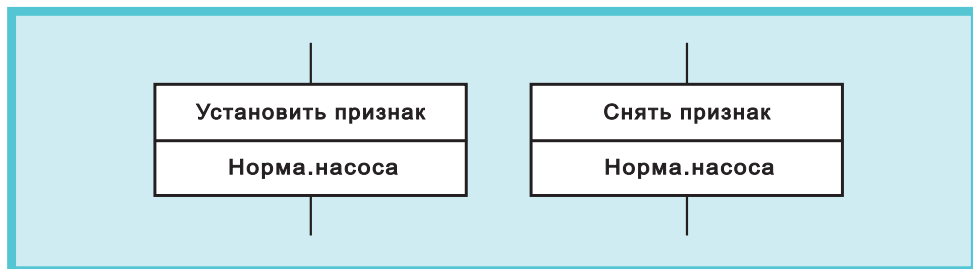 Установить признак
Норма.насоса
Снять признак
Норма.насоса